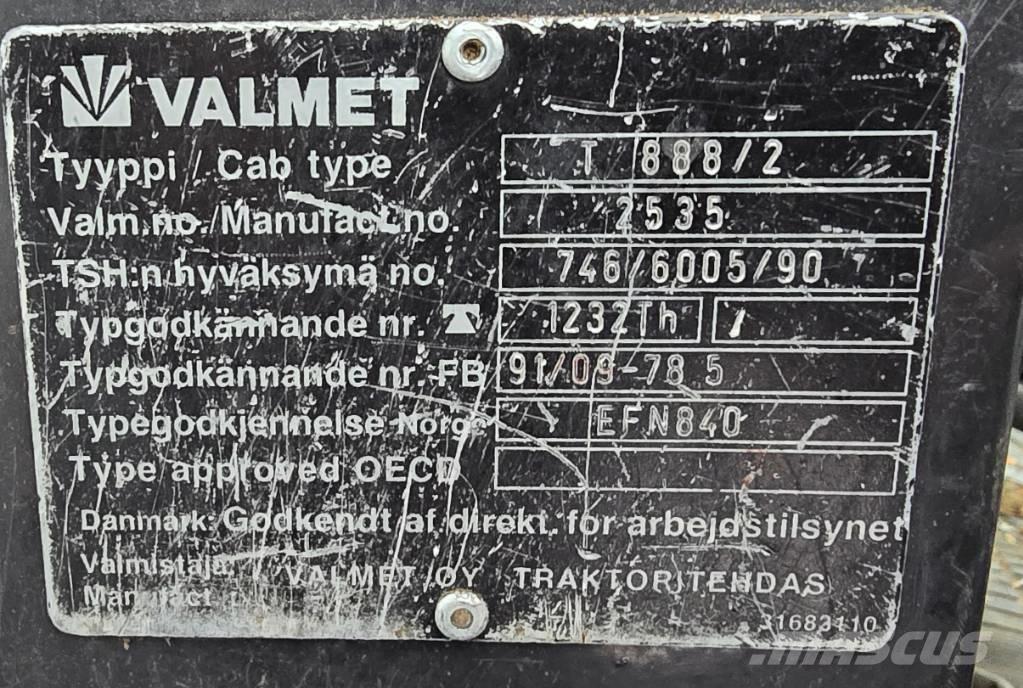 VALMET
Tyyppi / Cab type T 888/2
Valm.no./Manufact.no. 2535
TSH:n hyväksymä no. 746/6005/90
Typgodkännande nr. 1232Th /
Typgodkännande nr. FB 91/09-78 5
Typegodkjennelse Norge EFN840
Type approved OECD
Danmark: Godkendt af direkt. for arbejdstilsynet
Valmistaja VALMET OY TRAKTORITEHDAS
Manufact.
31683110
MASCUS